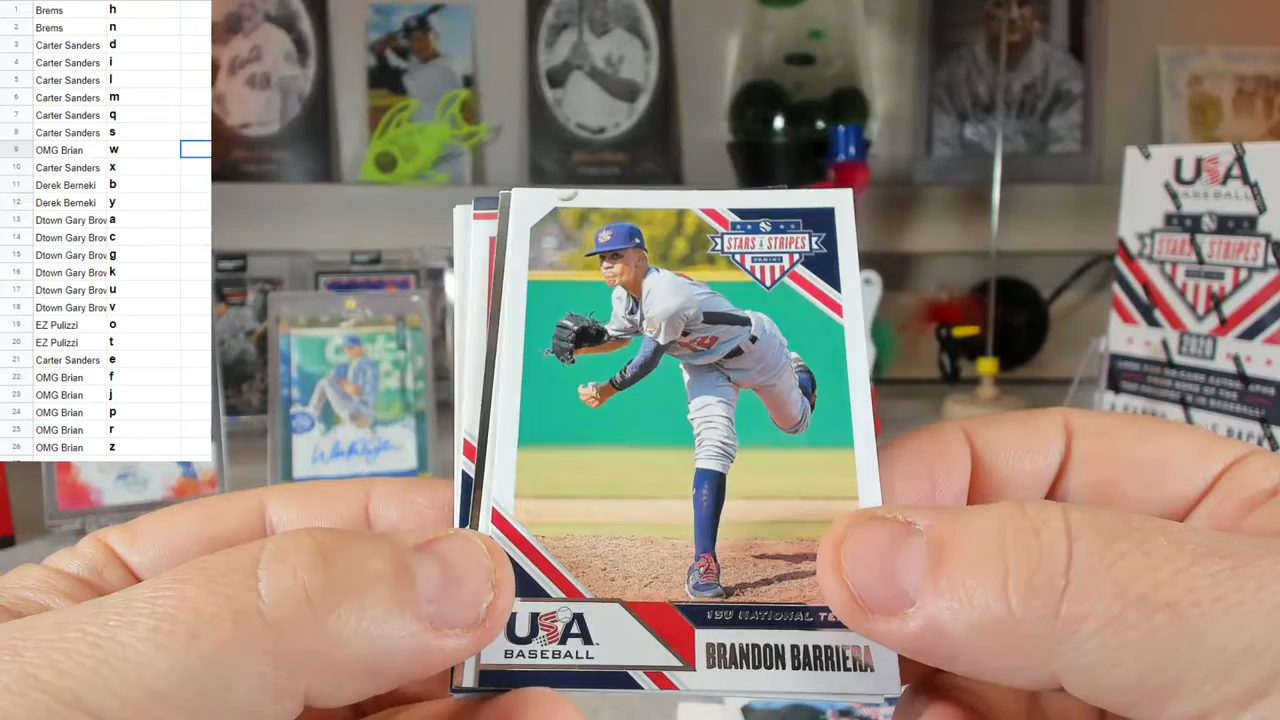 1 Brems h
2 Brems n
3 Carter Sanders d
4 Carter Sanders i
5 Carter Sanders l
6 Carter Sanders m
7 Carter Sanders q
8 Carter Sanders s
9 OMG Brian w
10 Carter Sanders x
11 Derek Berneki b
12 Derek Berneki y
13 Dtown Gary Brow a
14 Dtown Gary Brow c
15 Dtown Gary Brow g
16 Dtown Gary Brow k
17 Dtown Gary Brow u
18 Dtown Gary Brow v
19 EZ Pulizzi o
20 EZ Pulizzi t
21 Carter Sanders e
22 OMG Brian f
23 OMG Brian j
24 OMG Brian p
25 OMG Brian r
26 OMG Brian z
STARS & STRIPES
PANINI
USA
BASEBALL
15U NATIONAL TE
BRANDON BARRIERA
USA
BASEBALL
STARS & STRIPES
2020